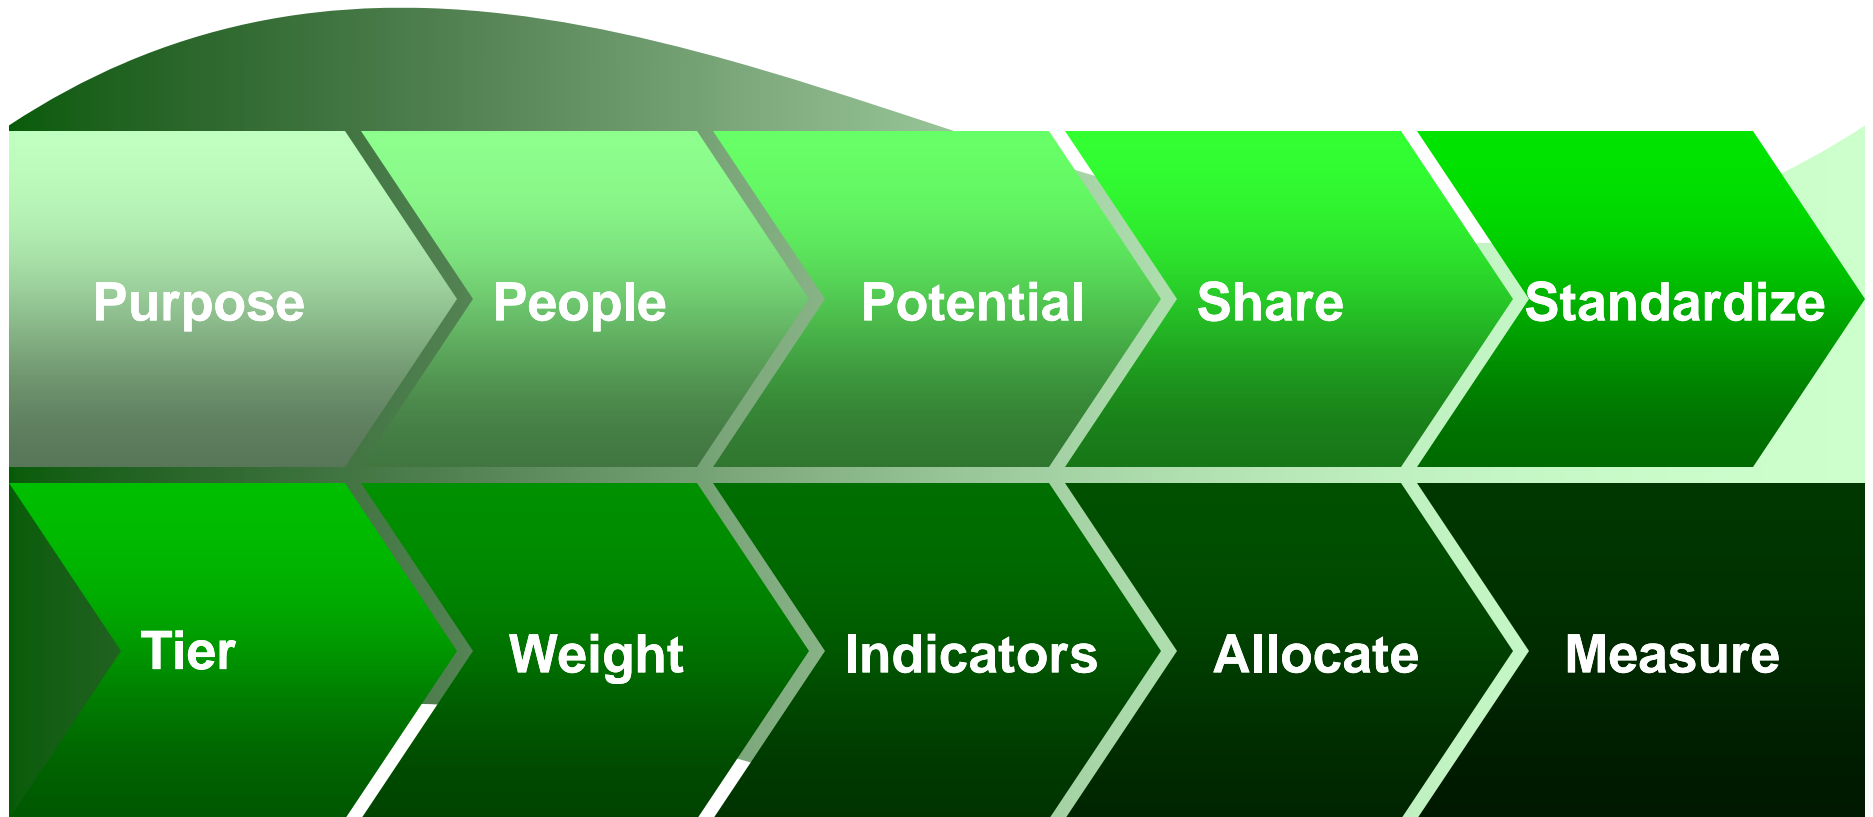 Purpose
People
Potential
Share
Standardize
Tier
Weight
Indicators
Allocate
Measure